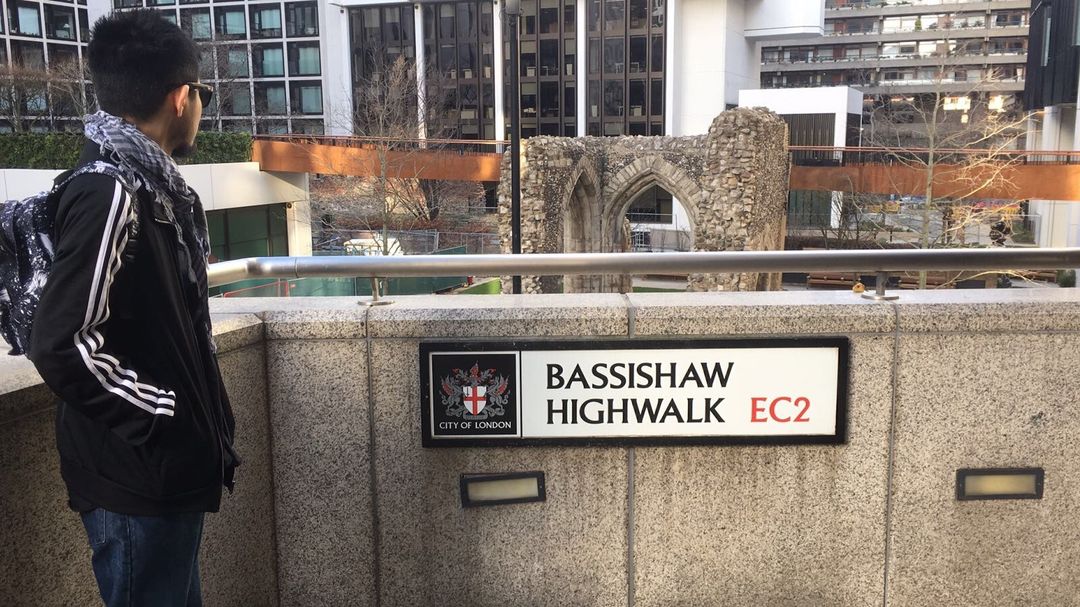 BASSISHAW
HIGHWALK EC2
CITY OF LONDON